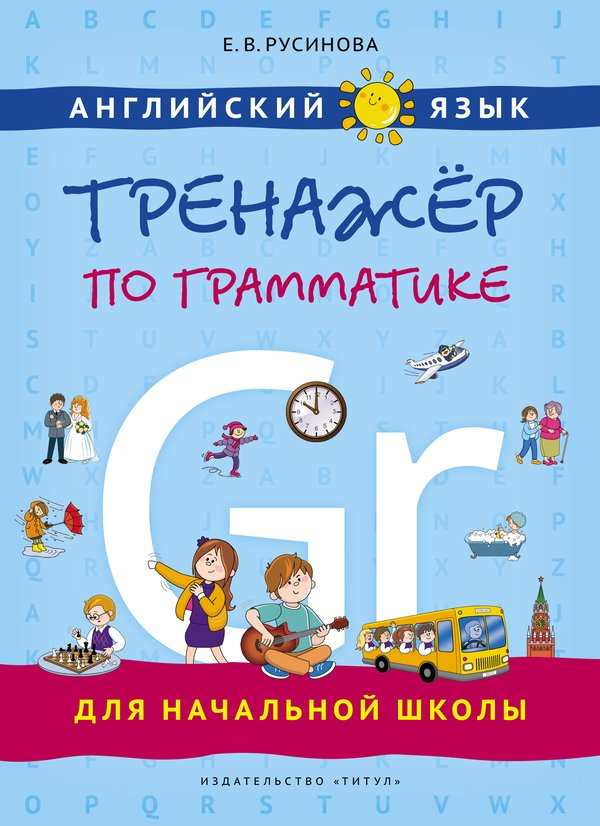 A B C D E F G H I J
Е. В. РУСИНОВА
K L M N O P Q R S T
АНГЛИЙСКИЙ ЯЗЫК
E F G H I J K L M N
ТРЕНАЖЁР
ПО ГРАММАТИКЕ
S T U V W X Y Z A B
Gr
ДЛЯ НАЧАЛЬНОЙ ШКОЛЫ
ИЗДАТЕЛЬСТВО «ТИТУЛ»
O P Q R S T U V W X